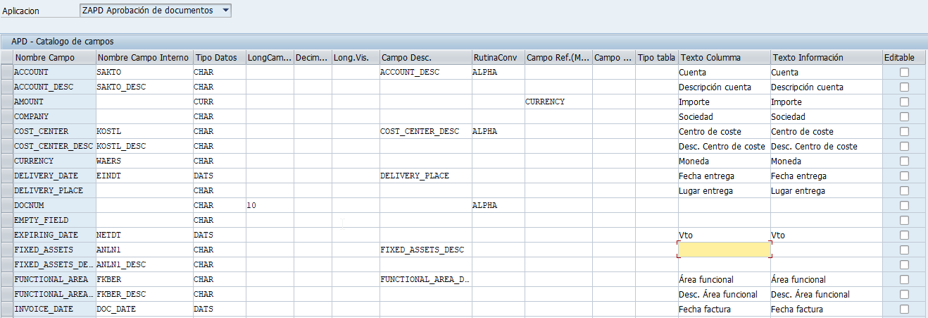 Aplicacion ZAPD Aprobación de documentos
APD - Catalogo de campos
Nombre Campo Nombre Campo Interno Tipo Datos LongCam... Decim... Long.Vis. Campo Desc. RutinaConv Campo Ref.(M... Campo ... Tipo tabla Texto Columma Texto Información Editable
ACCOUNT SAKTO CHAR ACCOUNT_DESC ALPHA Cuenta Cuenta
ACCOUNT_DESC SAKTO_DESC CHAR Descripción cuenta Descripción cuenta
AMOUNT CURR CURRENCY Importe Importe
COMPANY CHAR Sociedad Sociedad
COST_CENTER KOSTL CHAR COST_CENTER_DESC ALPHA Centro de coste Centro de coste
COST_CENTER_DESC KOSTL_DESC CHAR Desc. Centro de coste Desc. Centro de coste
CURRENCY WAERS CHAR Moneda Moneda
DELIVERY_DATE EINDT DATS DELIVERY_PLACE Fecha entrega Fecha entrega
DELIVERY_PLACE CHAR Lugar entrega Lugar entrega
DOCNUM CHAR 10 ALPHA
EMPTY_FIELD CHAR
EXPIRING_DATE NETDT DATS Vto Vto
FIXED_ASSETS ANLN1 CHAR FIXED_ASSETS_DESC
FIXED_ASSETS_DE... ANLN1_DESC CHAR
FUNCTIONAL_AREA FKBER CHAR FUNCTIONAL_AREA_D... Área funcional Área funcional
FUNCTIONAL_AREA... FKBER_DESC CHAR Desc. Área funcional Desc. Área funcional
INVOICE_DATE DOC_DATE DATS Fecha factura Fecha factura